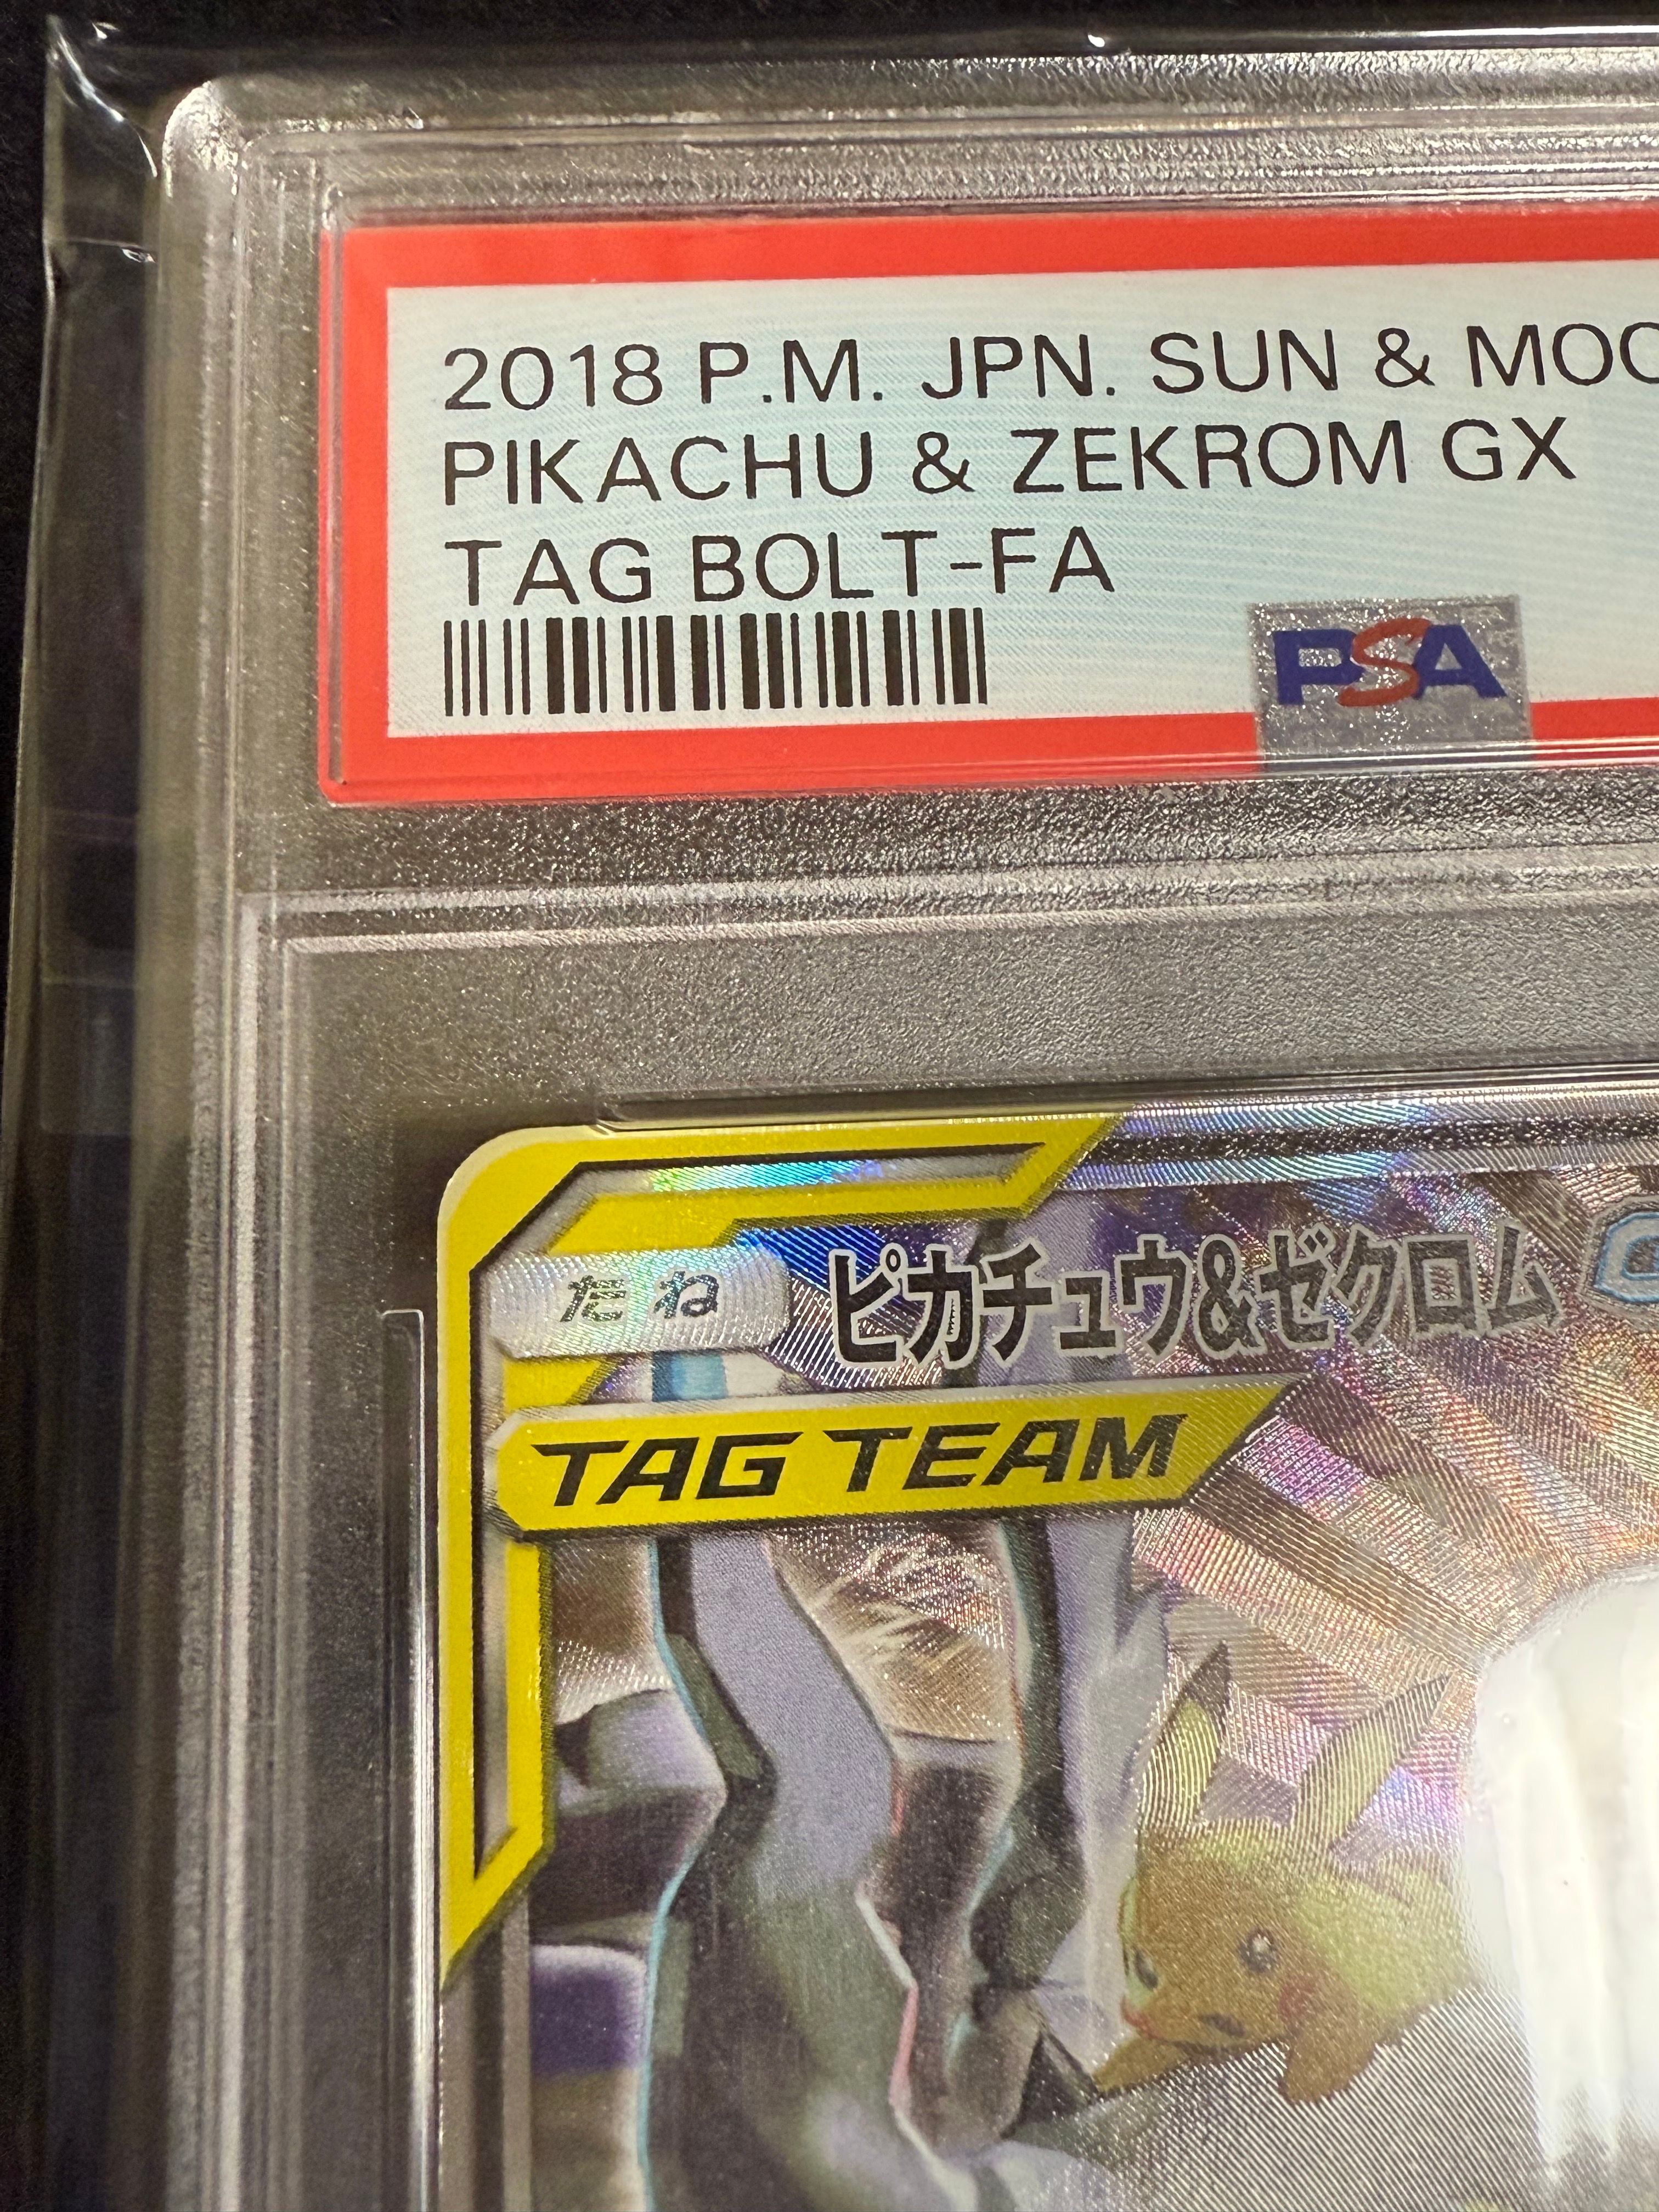 2018 P.M. JPN. SUN & MOO
PIKACHU & ZEKROM GX
TAG BOLT-FA
PSA
たね
ピカチュウ&ゼクロム
TAG TEAM